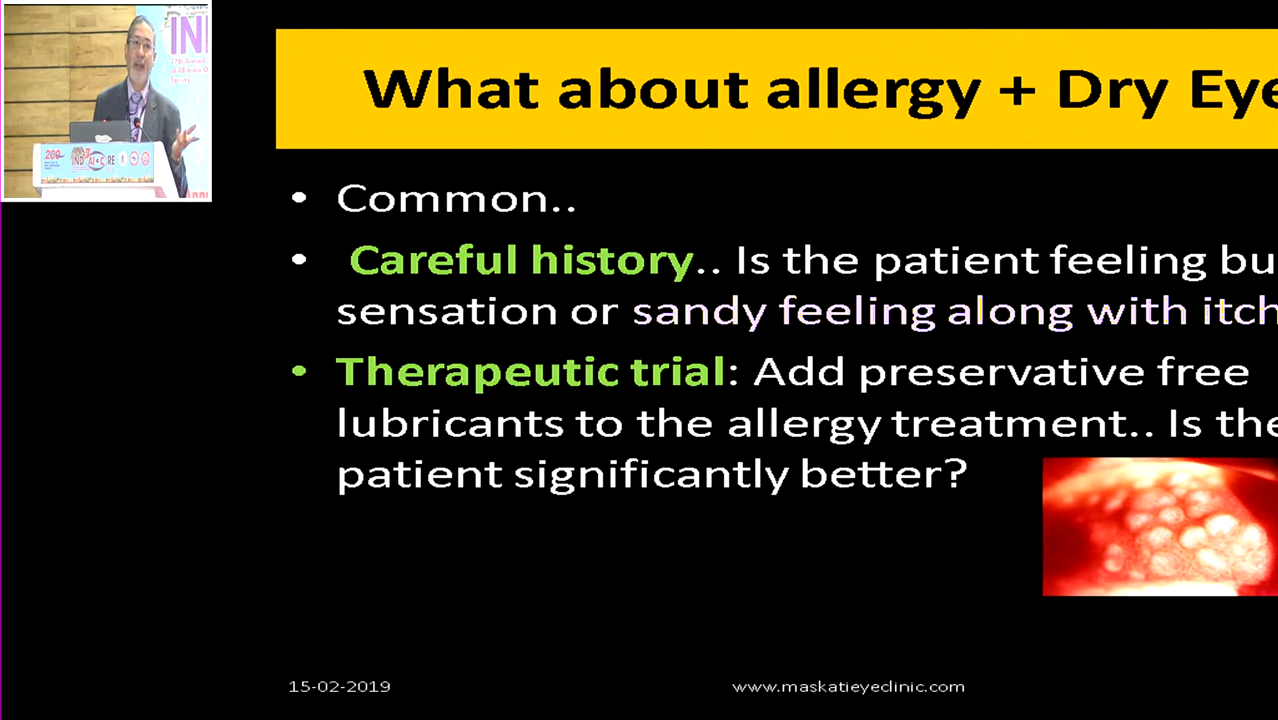 What about allergy + Dry Eye
• Common..
• Careful history.. Is the patient feeling bu
sensation or sandy feeling along with itch
• Therapeutic trial: Add preservative free
lubricants to the allergy treatment.. Is the
patient significantly better?
15-02-2019
www.maskatieyeclinic.com